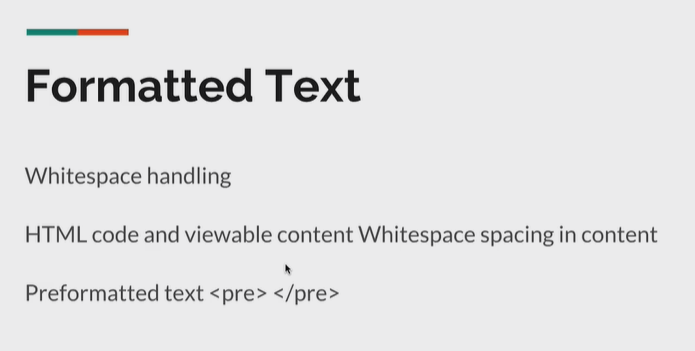 Formatted Text
Whitespace handling
HTML code and viewable content Whitespace spacing in content
Preformatted text <pre> </pre>